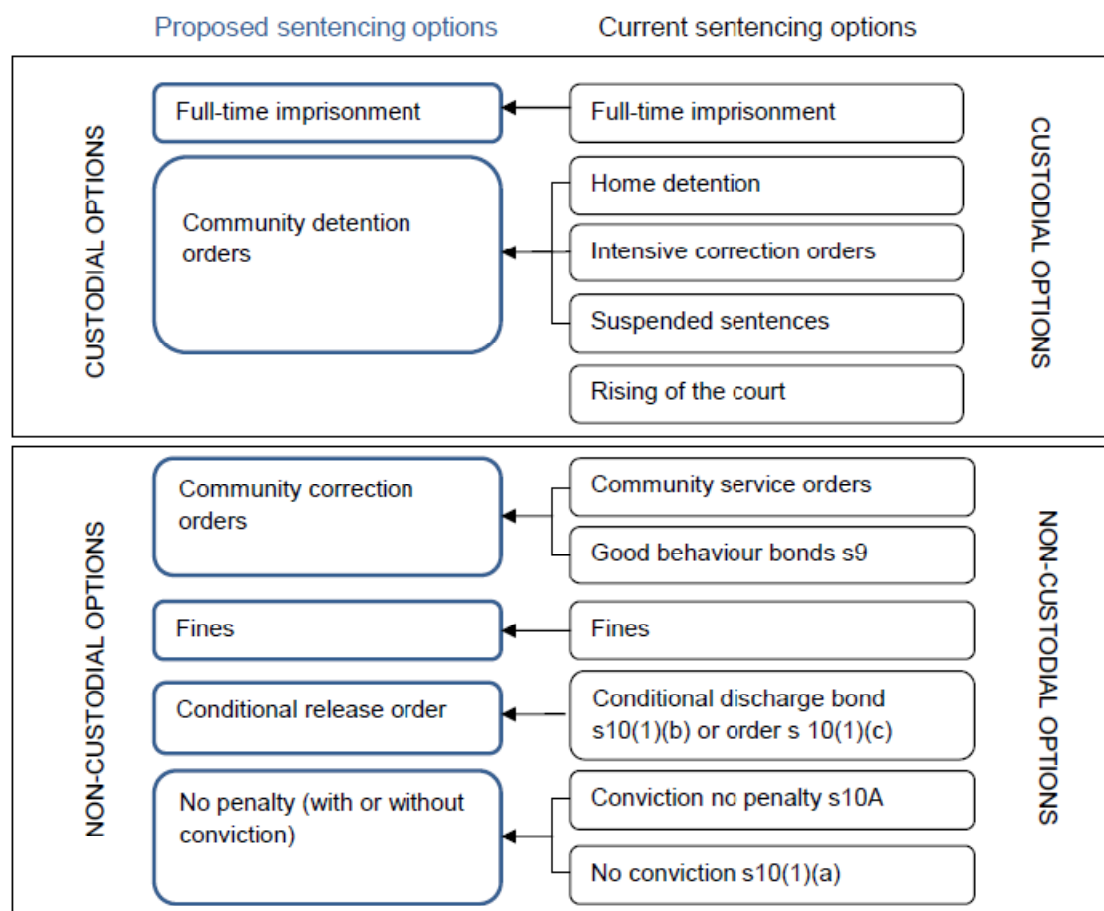 Proposed sentencing options
Current sentencing options
CUSTODIAL OPTIONS
Full-time imprisonment
Full-time imprisonment
Community detention
orders
Home detention
Intensive correction orders
Suspended sentences
Rising of the court
CUSTODIAL OPTIONS
NON-CUSTODIAL OPTIONS
Community correction
orders
Community service orders
Good behaviour bonds s9
Fines
Fines
Conditional release order
Conditional discharge bond
s10(1)(b) or order s 10(1)(c)
No penalty (with or without
conviction)
Conviction no penalty s10A
No conviction s10(1)(a)
NON-CUSTODIAL OPTIONS